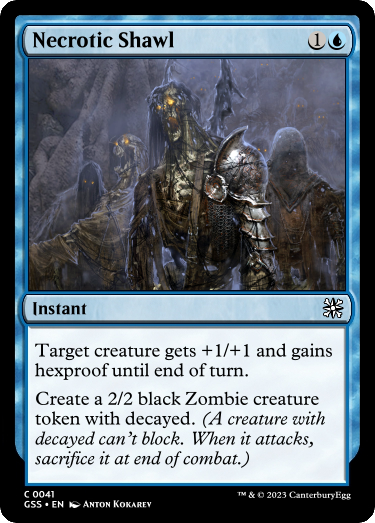 Necrotic Shawl 1
Instant
Target creature gets +1/+1 and gains
hexproof until end of turn.
Create a 2/2 black Zombie creature
token with decayed. (A creature with
decayed can't block. When it attacks,
sacrifice it at end of combat.)
C 0041
GSS • EN Anton Kokarev
™ & © 2023 CanterburyEgg